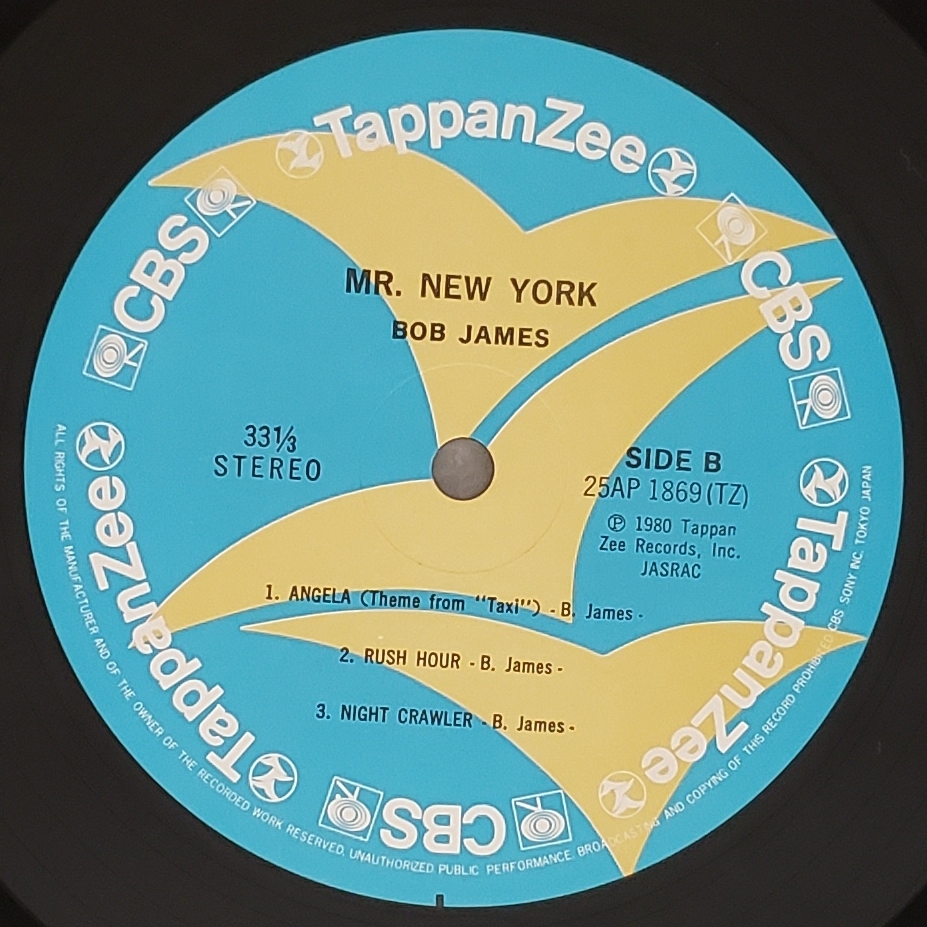 TappanZee
CBS
CBS
MR. NEW YORK
BOB JAMES
33⅓
STEREO
SIDE B
25AP 1869 (TZ)
Ⓟ 1980 Tappan
Zee Records, Inc.
JASRAC
1. ANGELA (Theme from "Taxi") - B. James -
2. RUSH HOUR - B. James -
3. NIGHT CRAWLER - B. James -
TappanZee
TappanZee
CBS
ALL RIGHTS OF THE MANUFACTURER AND OF THE OWNER OF THE RECORDED WORK RESERVED. UNAUTHORIZED PUBLIC PERFORMANCE. BROADCASTING AND COPYING OF THIS RECORD PROHIBITED CBS SONY INC. TOKYO JAPAN